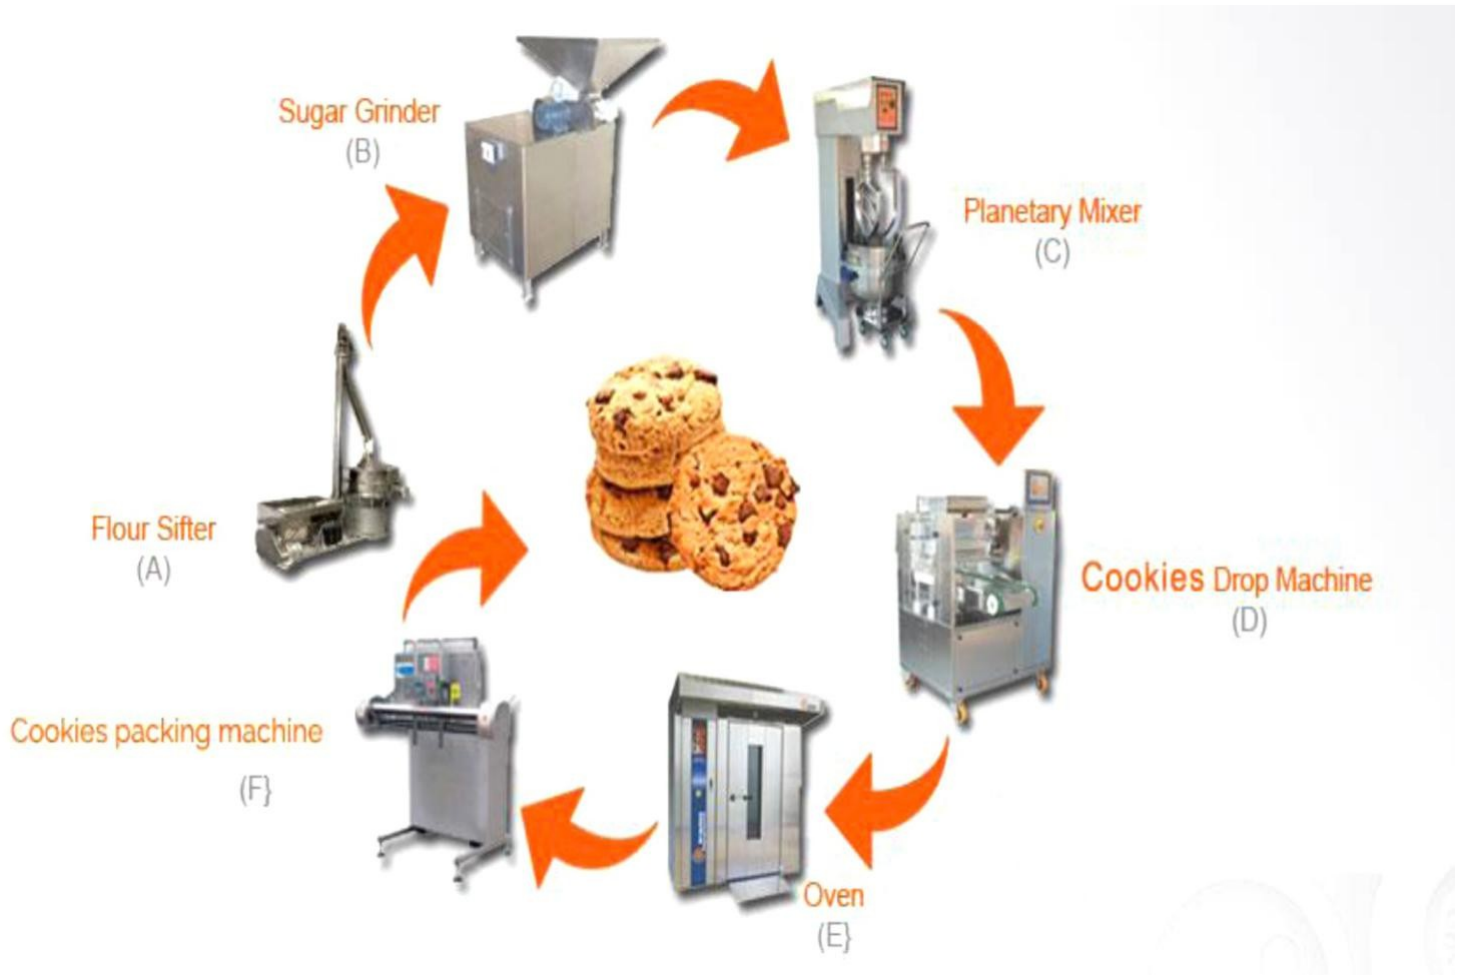 Sugar Grinder
(B)
Planetary Mixer
(C)
Flour Sifter
(A)
Cookies Drop Machine
(D)
Cookies packing machine
(F}
Oven
(E}